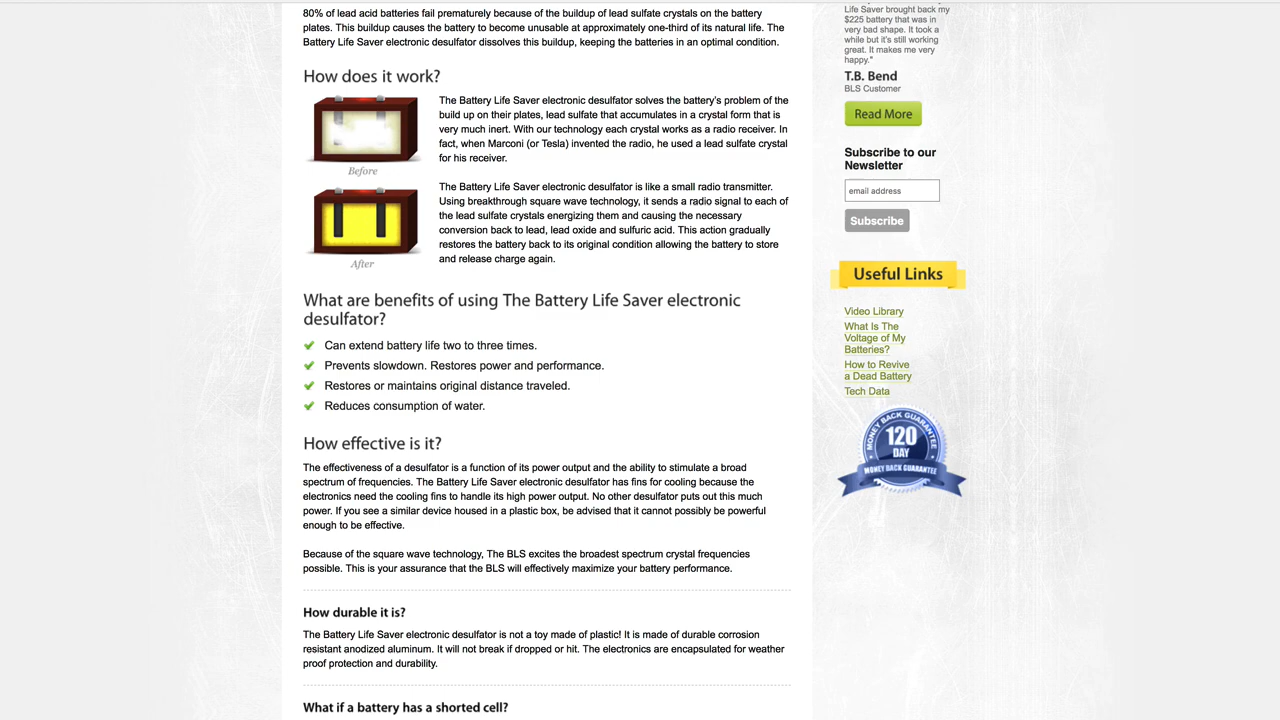 80% of lead acid batteries fail prematurely because of the buildup of lead sulfate crystals on the battery
plates. This buildup causes the battery to become unusable at approximately one-third of its natural life. The
Battery Life Saver electronic desulfator dissolves this buildup, keeping the batteries in an optimal condition.
How does it work?
Before
The Battery Life Saver electronic desulfator solves the battery's problem of the
build up on their plates, lead sulfate that accumulates in a crystal form that is
very much inert. With our technology each crystal works as a radio receiver. In
fact, when Marconi (or Tesla) invented the radio, he used a lead sulfate crystal
for his receiver.
After
The Battery Life Saver electronic desulfator is like a small radio transmitter.
Using breakthrough square wave technology, it sends a radio signal to each of
the lead sulfate crystals energizing them and causing the necessary
conversion back to lead, lead oxide and sulfuric acid. This action gradually
restores the battery back to its original condition allowing the battery to store
and release charge again.
What are benefits of using The Battery Life Saver electronic
desulfator?
Can extend battery life two to three times.
Prevents slowdown. Restores power and performance.
Restores or maintains original distance traveled.
Reduces consumption of water.
How effective is it?
The effectiveness of a desulfator is a function of its power output and the ability to stimulate a broad
spectrum of frequencies. The Battery Life Saver electronic desulfator has fins for cooling because the
electronics need the cooling fins to handle its high power output. No other desulfator puts out this much
power. If you see a similar device housed in a plastic box, be advised that it cannot possibly be powerful
enough to be effective.
Because of the square wave technology, The BLS excites the broadest spectrum crystal frequencies
possible. This is your assurance that the BLS will effectively maximize your battery performance.
How durable it is?
The Battery Life Saver electronic desulfator is not a toy made of plastic! It is made of durable corrosion
resistant anodized aluminum. It will not break if dropped or hit. The electronics are encapsulated for weather
proof protection and durability.
What if a battery has a shorted cell?
Life Saver brought back my
$225 battery that was in
very bad shape. It took a
while but it's still working
great. It makes me very
happy."
T.B. Bend
BLS Customer
Read More
Subscribe to our
Newsletter
email address
Subscribe
Useful Links
Video Library
What Is The
Voltage of My
Batteries?
How to Revive
a Dead Battery
Tech Data
MONEY BACK GUARANTEE
120
DAY
MONEY BACK GUARANTEE